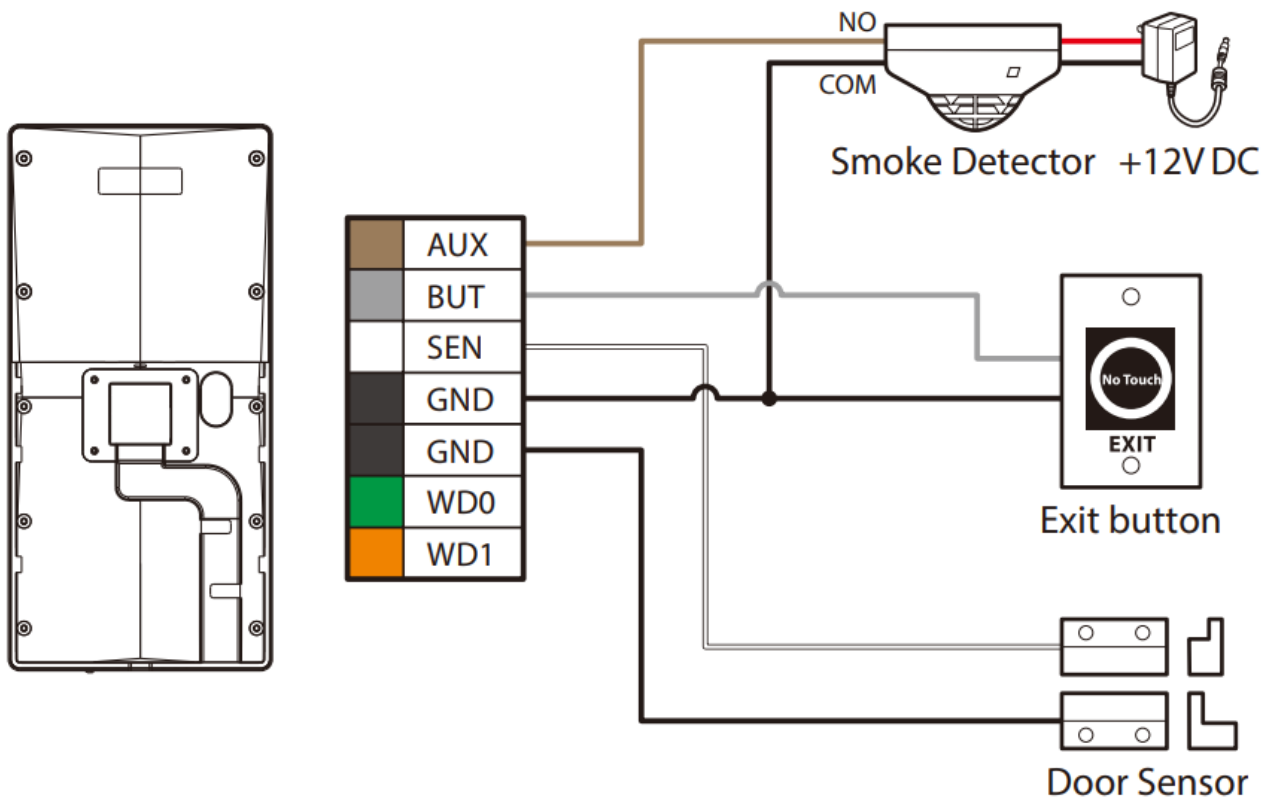 NO
COM
Smoke Detector
+12V DC
AUX
BUT
SEN
GND
GND
WD0
WD1
No Touch
EXIT
Exit button
Door Sensor